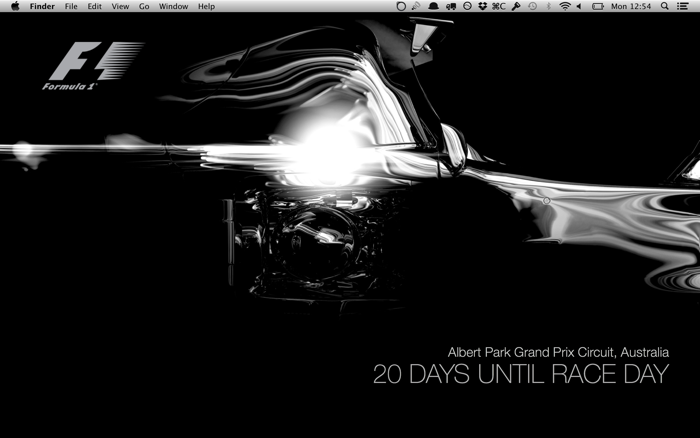 Finder File Edit View Go Window Help
⌘C
Mon 12:54
F1
Formula 1
Albert Park Grand Prix Circuit, Australia
20 DAYS UNTIL RACE DAY